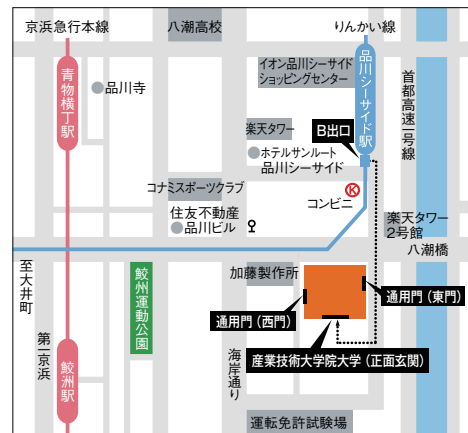 京浜急行本線
八潮高校
りんかい線
青物横丁駅
品川寺
イオン品川シーサイド
ショッピングセンター
品川シーサイド駅
首都高速一号線
楽天タワー
B出口
ホテルサンルート
品川シーサイド
コナミスポーツクラブ
K
コンビニ
住友不動産
品川ビル
楽天タワー
2号館
八潮橋
至大井町
鮫洲運動公園
加藤製作所
通用門（東門）
通用門（西門）
第一京浜
鮫洲駅
海岸通り
産業技術大学院大学（正面玄関）
運転免許試験場